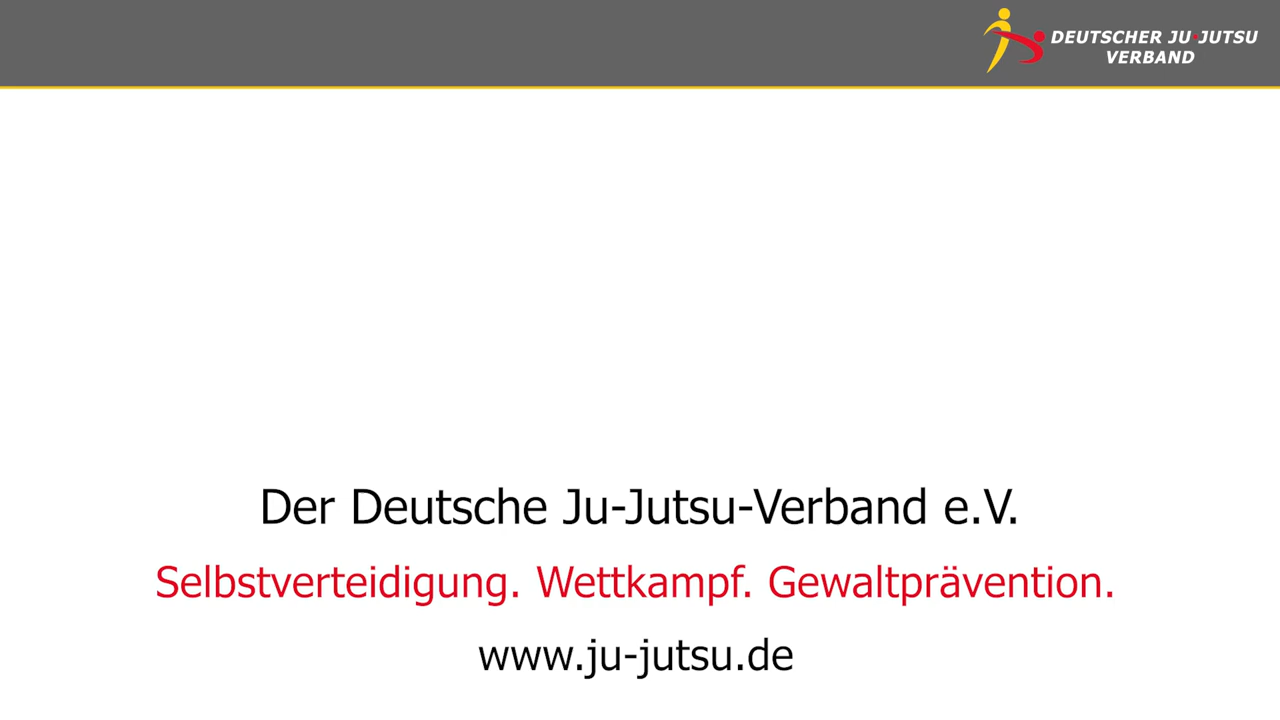 DEUTSCHER JU·JUTSU
VERBAND
Der Deutsche Ju-Jutsu-Verband e.V.
Selbstverteidigung. Wettkampf. Gewaltprävention.
www.ju-jutsu.de